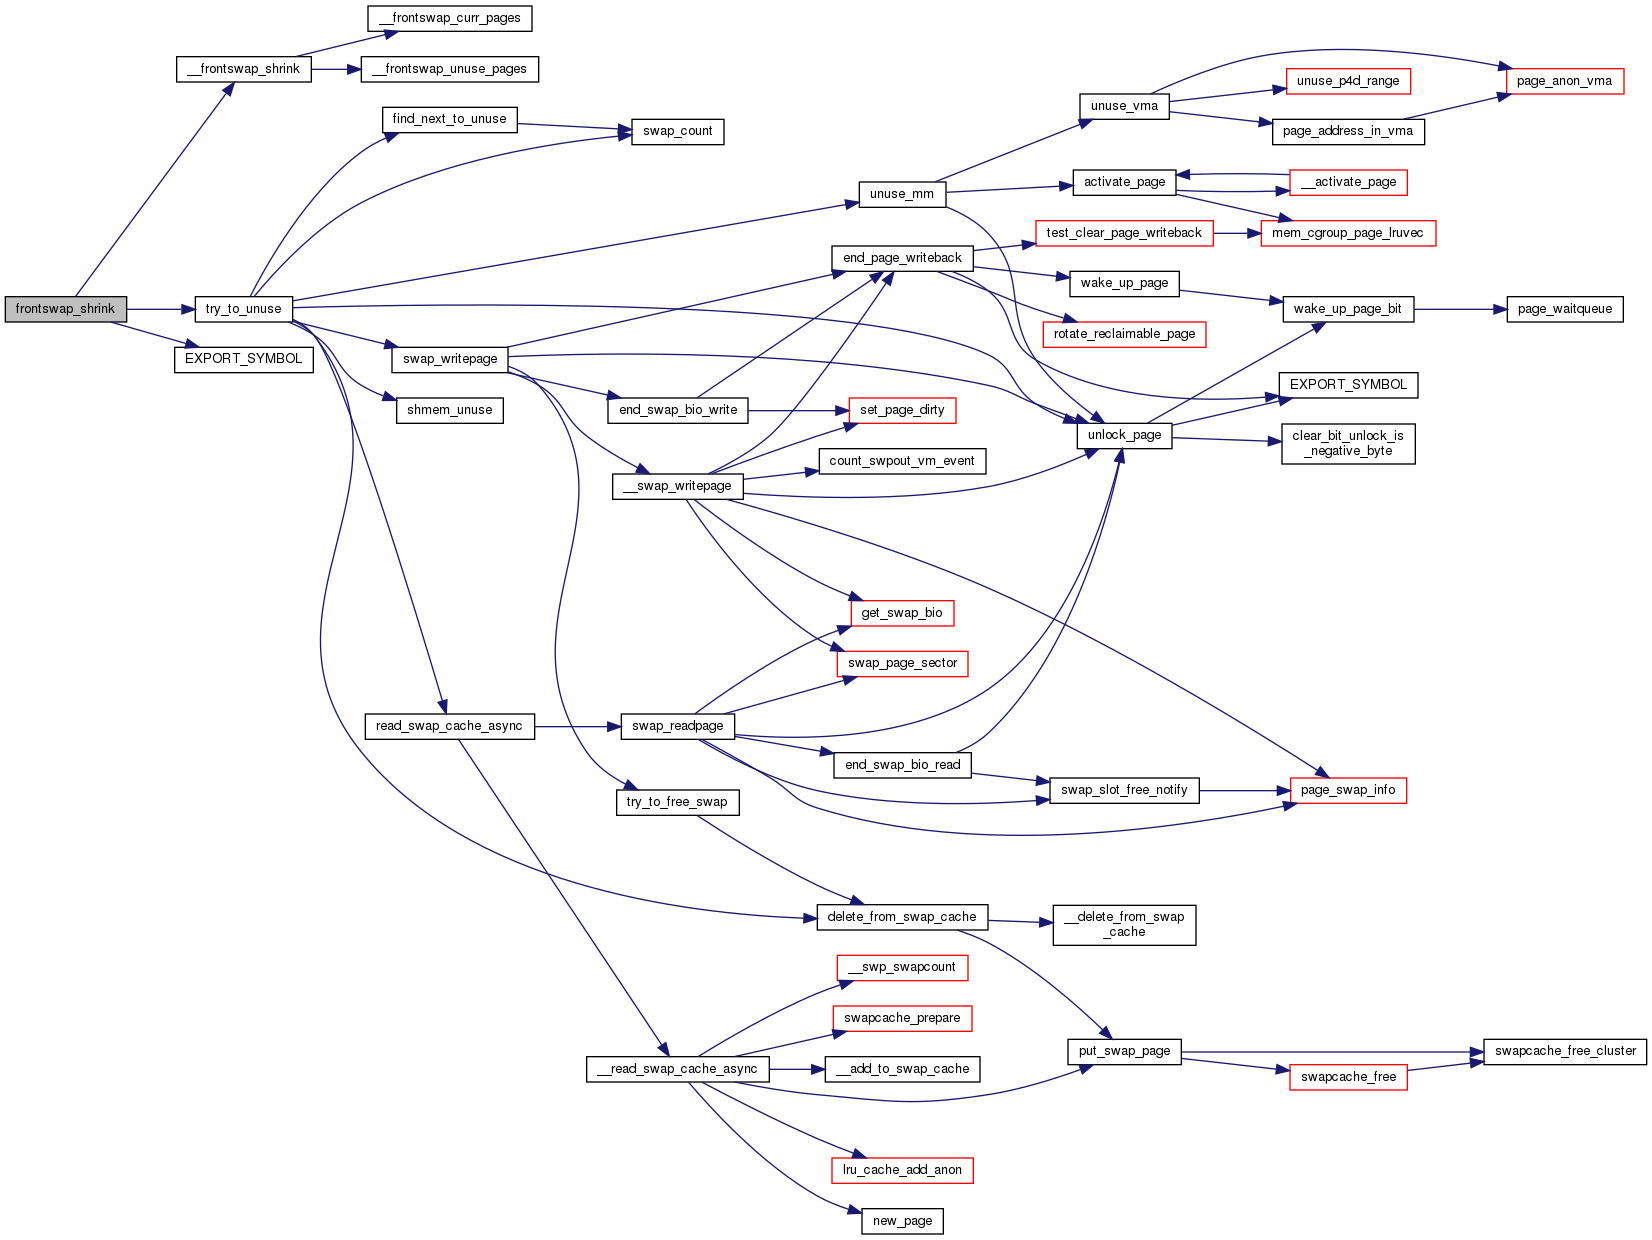 __frontswap_curr_pages
__frontswap_shrink
__frontswap_unuse_pages
unuse_p4d_range
page_anon_vma
unuse_vma
find_next_to_unuse
swap_count
page_address_in_vma
activate_page
__activate_page
unuse_mm
test_clear_page_writeback
mem_cgroup_page_lruvec
end_page_writeback
wake_up_page
frontswap_shrink
try_to_unuse
wake_up_page_bit
page_waitqueue
rotate_reclaimable_page
EXPORT_SYMBOL
swap_writepage
EXPORT_SYMBOL
shmem_unuse
end_swap_bio_write
set_page_dirty
unlock_page
clear_bit_unlock_is
_negative_byte
count_swpout_vm_event
__swap_writepage
get_swap_bio
swap_page_sector
read_swap_cache_async
swap_readpage
end_swap_bio_read
swap_slot_free_notify
page_swap_info
try_to_free_swap
delete_from_swap_cache
__delete_from_swap
_cache
__swp_swapcount
swapcache_prepare
put_swap_page
swapcache_free_cluster
__read_swap_cache_async
__add_to_swap_cache
swapcache_free
lru_cache_add_anon
new_page